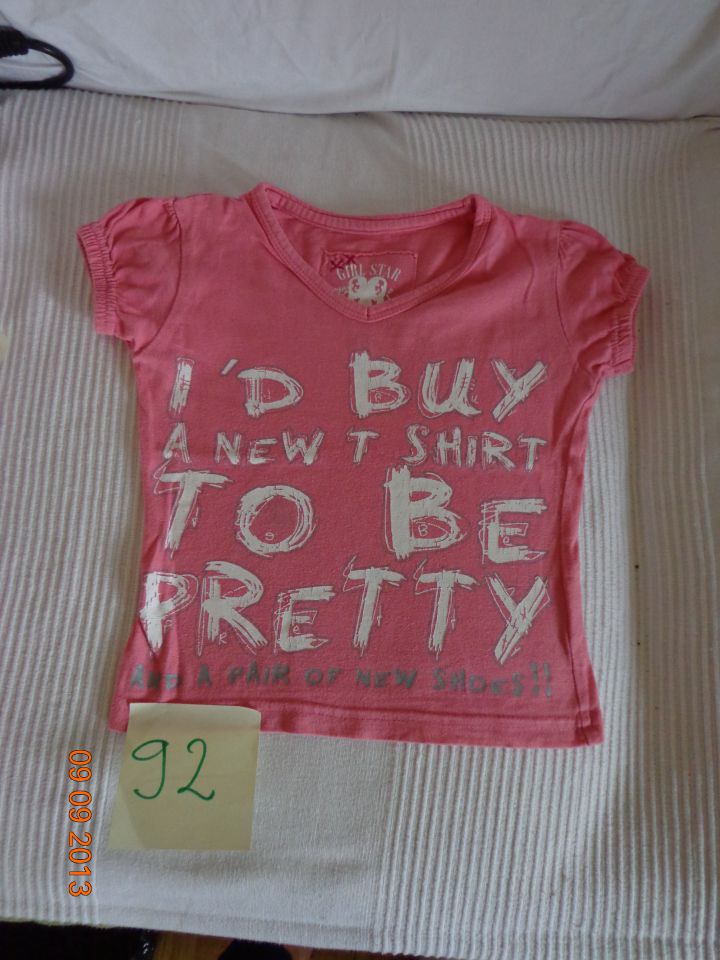 GIRL STAR
I'D BUY
A NEW T SHIRT
TO BE
PRETTY
AND A PAIR OF NEW SHOES!!
92
09 09 2013